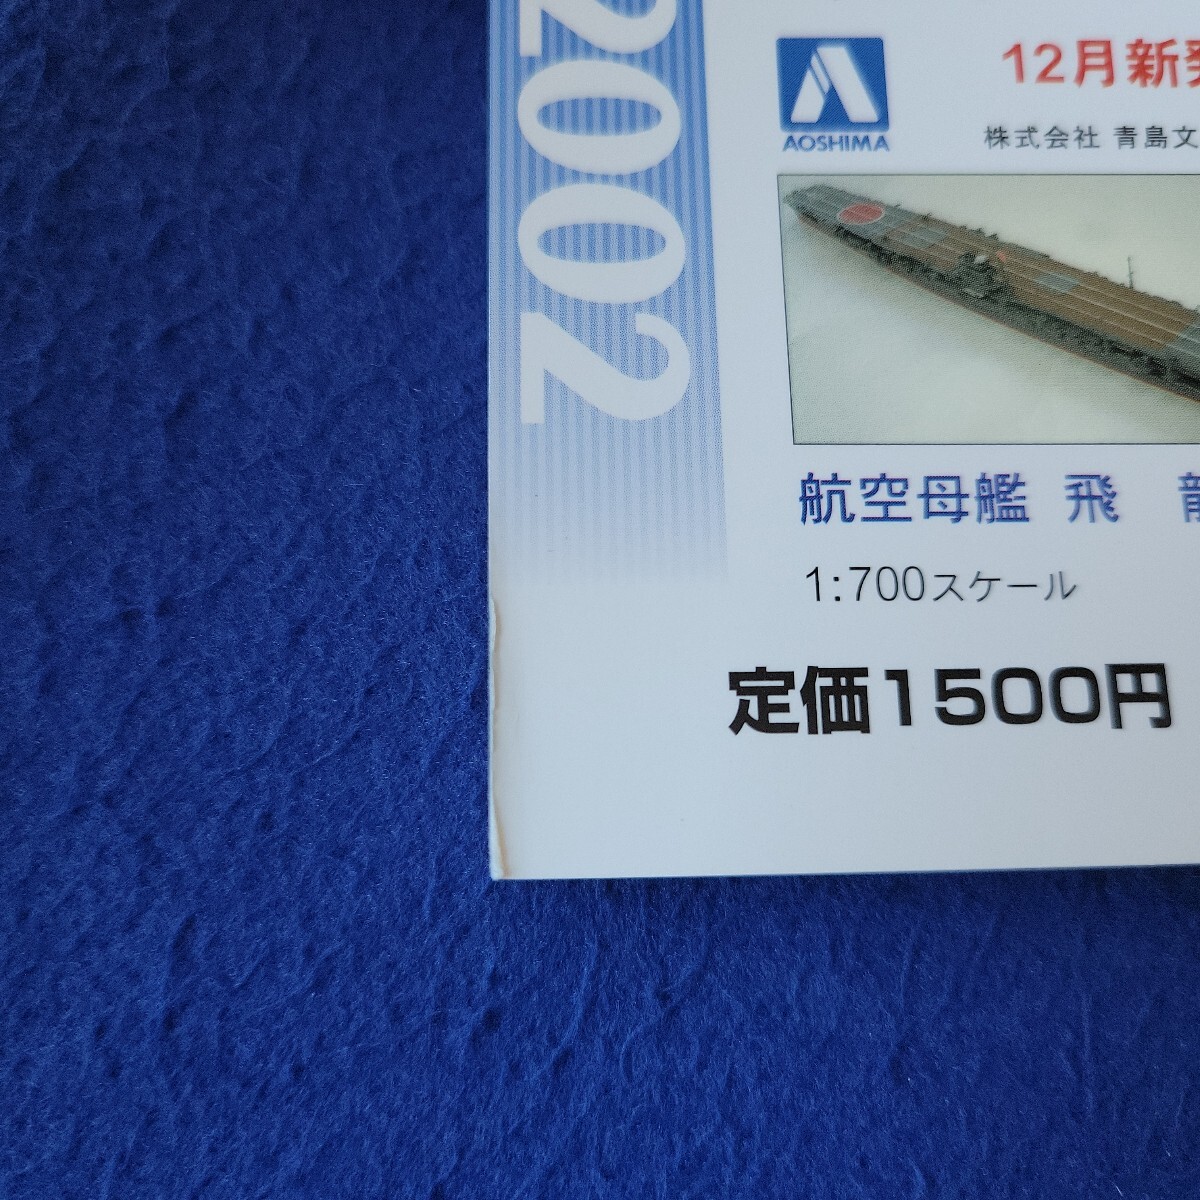 2002
AOSHIMA
12月新発
株式会社 青島文
航空母艦 飛 龍
1:700スケール
定価1500円